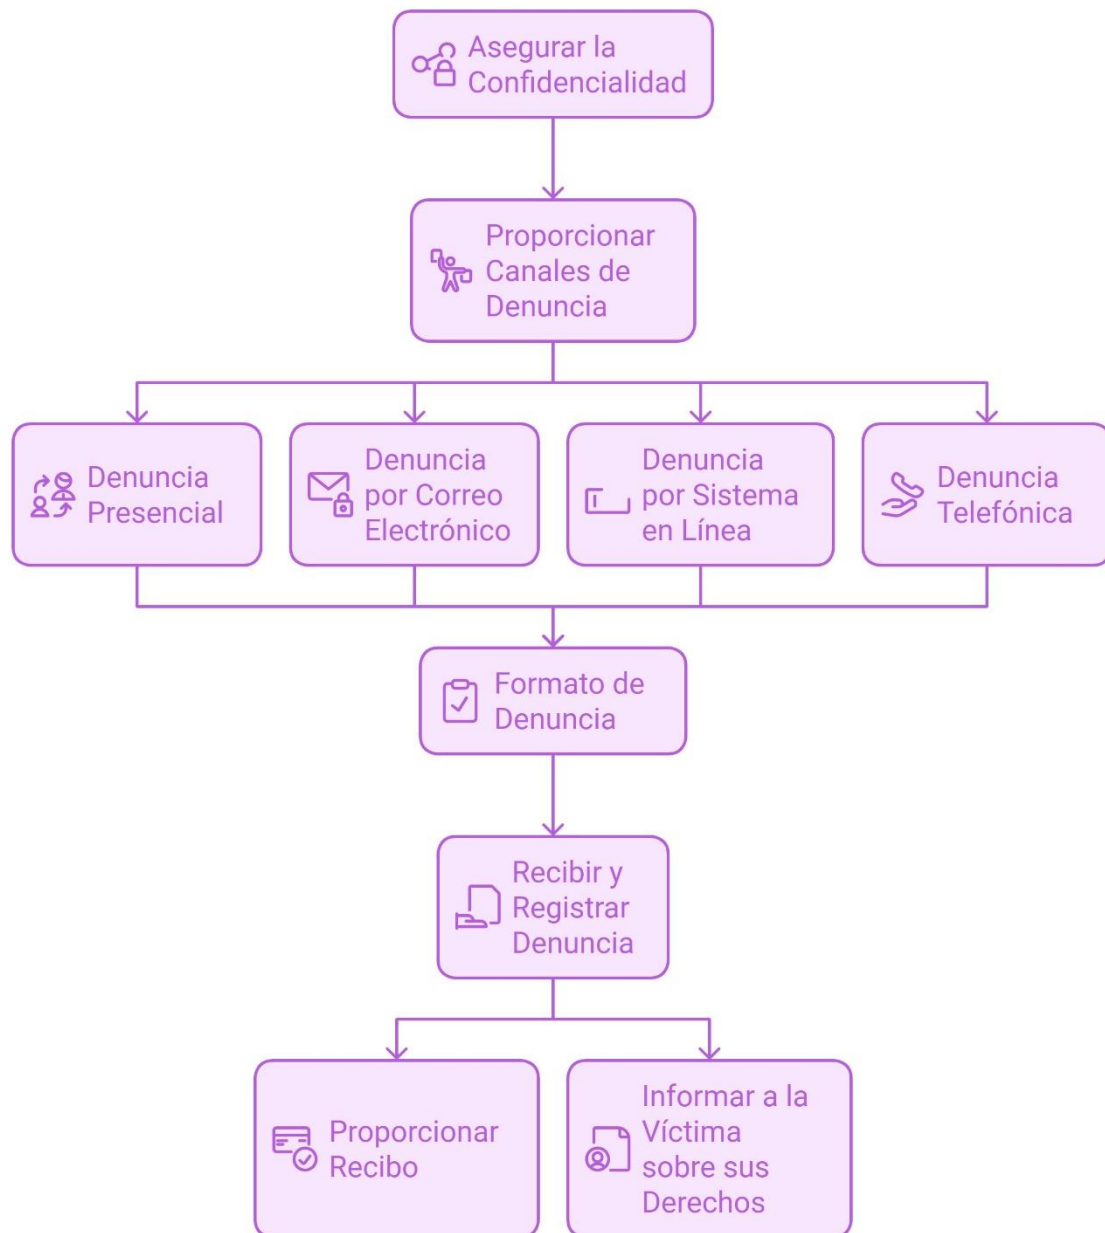 Asegurar la
Confidencialidad
Proporcionar
Canales de
Denuncia
Denuncia
Presencial
Denuncia
por Correo
Electrónico
Denuncia
por Sistema
en Línea
Denuncia
Telefónica
Formato de
Denuncia
Recibir y
Registrar
Denuncia
Proporcionar
Recibo
Informar a la
Víctima
sobre sus
Derechos